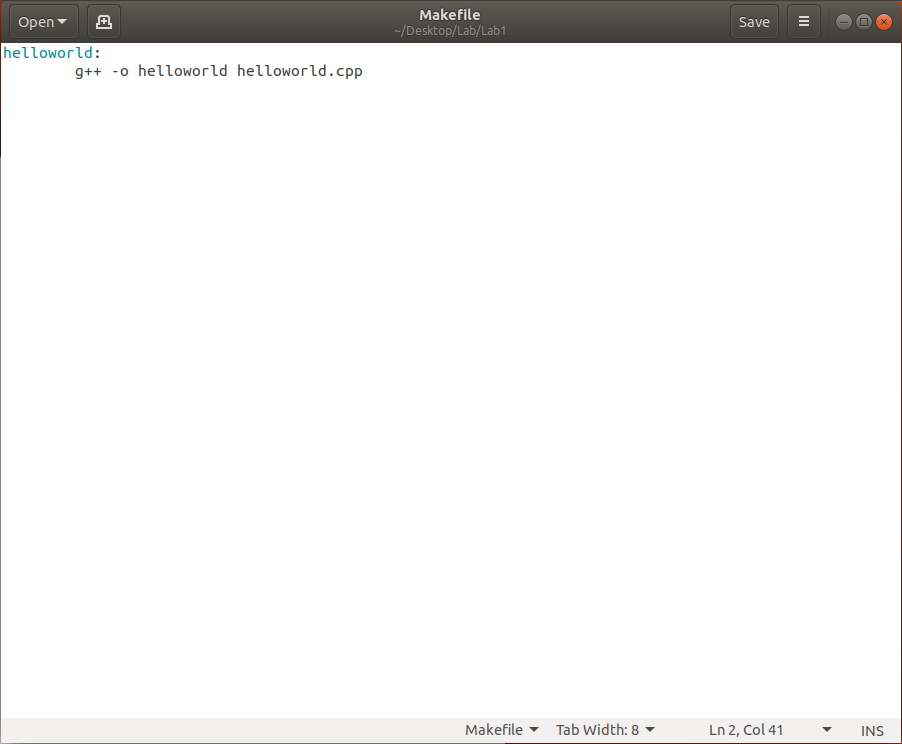 Open
Makefile
~/Desktop/Lab/Lab1
Save
helloworld:
	g++ -o helloworld helloworld.cpp
Makefile
Tab Width: 8
Ln 2, Col 41
INS